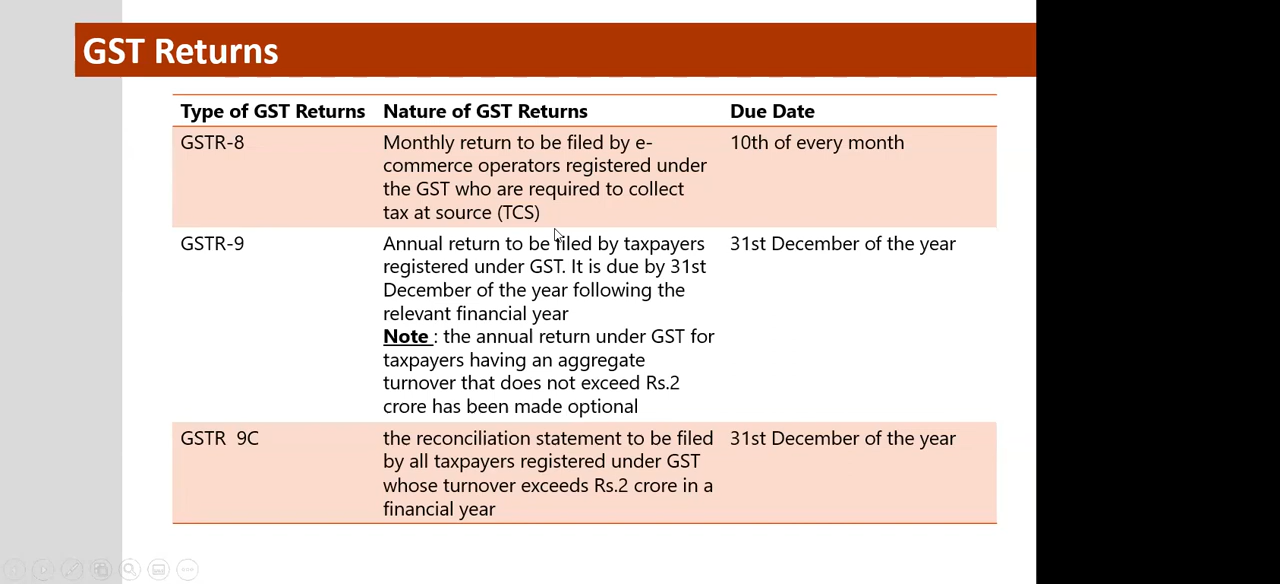 GST Returns
Type of GST Returns Nature of GST Returns Due Date
GSTR-8 Monthly return to be filed by e- 10th of every month
commerce operators registered under
the GST who are required to collect
tax at source (TCS)
GSTR-9 Annual return to be filed by taxpayers 31st December of the year
registered under GST. It is due by 31st
December of the year following the
relevant financial year
Note : the annual return under GST for
taxpayers having an aggregate
turnover that does not exceed Rs.2
crore has been made optional
GSTR 9C the reconciliation statement to be filed 31st December of the year
by all taxpayers registered under GST
whose turnover exceeds Rs.2 crore in a
financial year